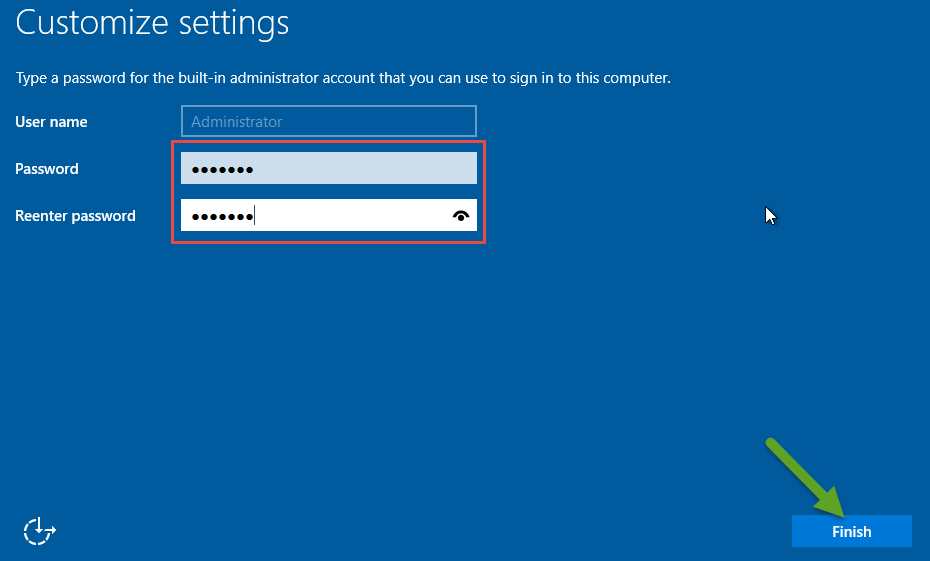 Customize settings
Type a password for the built-in administrator account that you can use to sign in to this computer.
User name
Administrator
Password
●●●●●●●
Reenter password
●●●●●●●
Finish